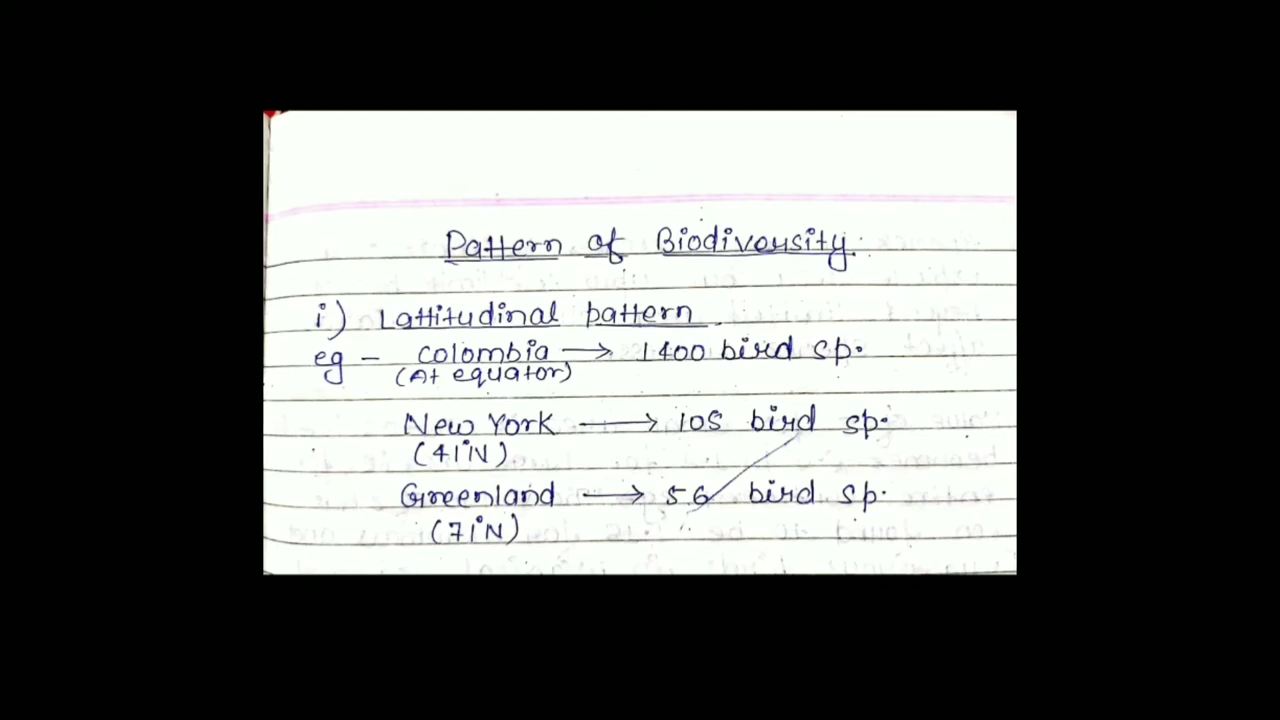 Pattern of Biodiversity
i) Lattitudinal pattern
eg - colombia → 1400 bird sp.
(At equator)
New York → 105 bird sp.
(41°N)
Greenland → 56 bird sp.
(71°N)